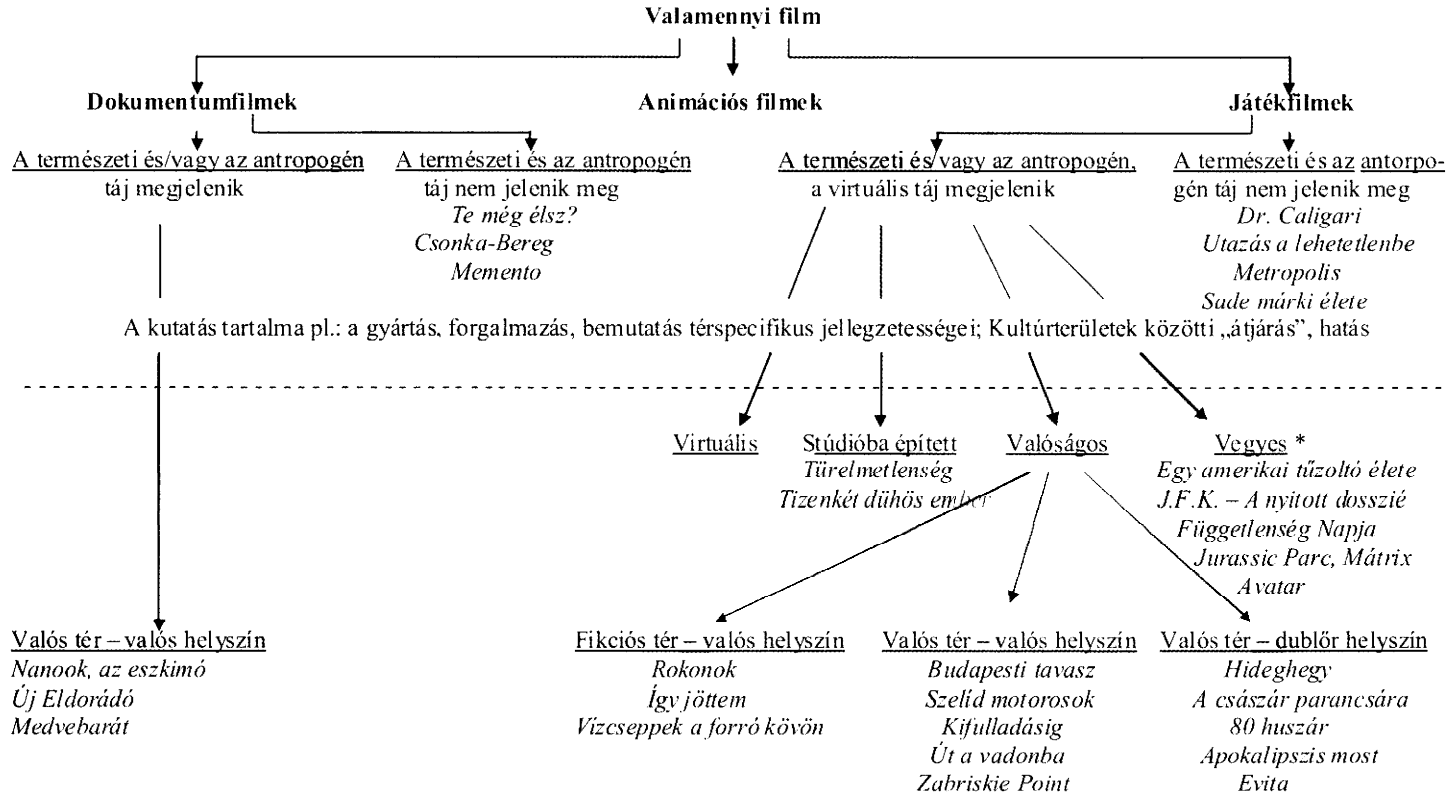 Valamennyi film
Dokumentumfilmek
Animációs filmek
Játékfilmek
A természeti és/vagy az antropogén
táj megjelenik
A természeti és az antropogén
táj nem jelenik meg
Te még élsz?
Csonka-Bereg
Memento
A természeti és/vagy az antropogén,
a virtuális táj megjelenik
A természeti és az antorpo-
gén táj nem jelenik meg
Dr. Caligari
Utazás a lehetetlenbe
Metropolis
Sade márki élete
A kutatás tartalma pl.: a gyártás, forgalmazás, bemutatás térspecifikus jellegzetességei; Kultúrterületek közötti „átjárás”, hatás
Virtuális
Stúdióba épített
Türelmetlenség
Tizenkét dühös ember
Valóságos
Vegyes *
Egy amerikai tűzoltó élete
J.F.K. – A nyitott dosszié
Függetlenség Napja
Jurassic Parc, Mátrix
Avatar
Valós tér – valós helyszín
Nanook, az eszkimó
Új Eldorádó
Medvebarát
Fikciós tér – valós helyszín
Rokonok
Így jöttem
Vízcseppek a forró kövön
Valós tér – valós helyszín
Budapesti tavasz
Szelíd motorosok
Kifulladásig
Út a vadonba
Zabriskie Point
Valós tér – dublőr helyszín
Hideghegy
A császár parancsára
80 huszár
Apokalipszis most
Evita